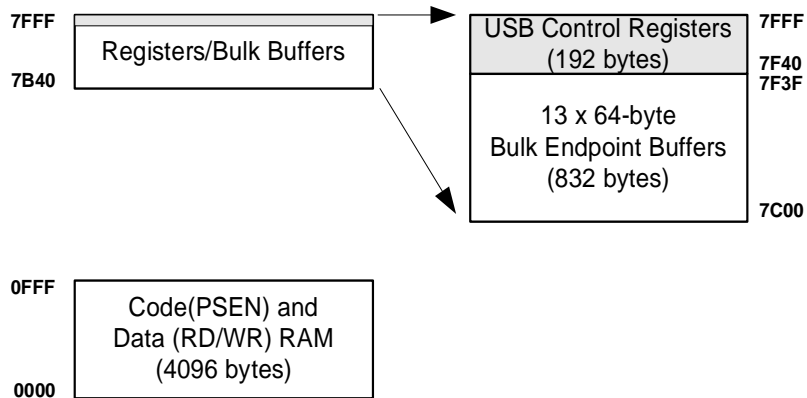 7FFF
Registers/Bulk Buffers
7B40
USB Control Registers
(192 bytes)
7FFF
7F40
7F3F
13 x 64-byte
Bulk Endpoint Buffers
(832 bytes)
7C00
0FFF
Code(PSEN) and
Data (RD/WR) RAM
(4096 bytes)
0000